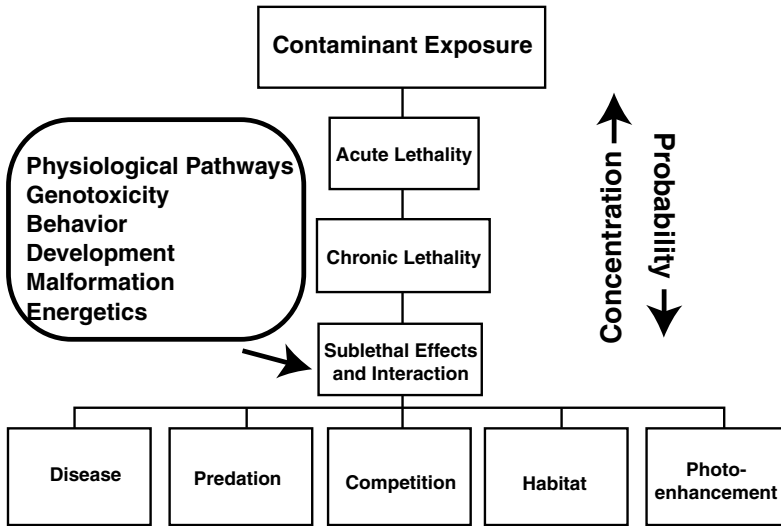 Contaminant Exposure
Acute Lethality
Physiological Pathways
Genotoxicity
Behavior
Development
Malformation
Energetics
Chronic Lethality
Sublethal Effects
and Interaction
Concentration
Probability
Disease
Predation
Competition
Habitat
Photo-
enhancement